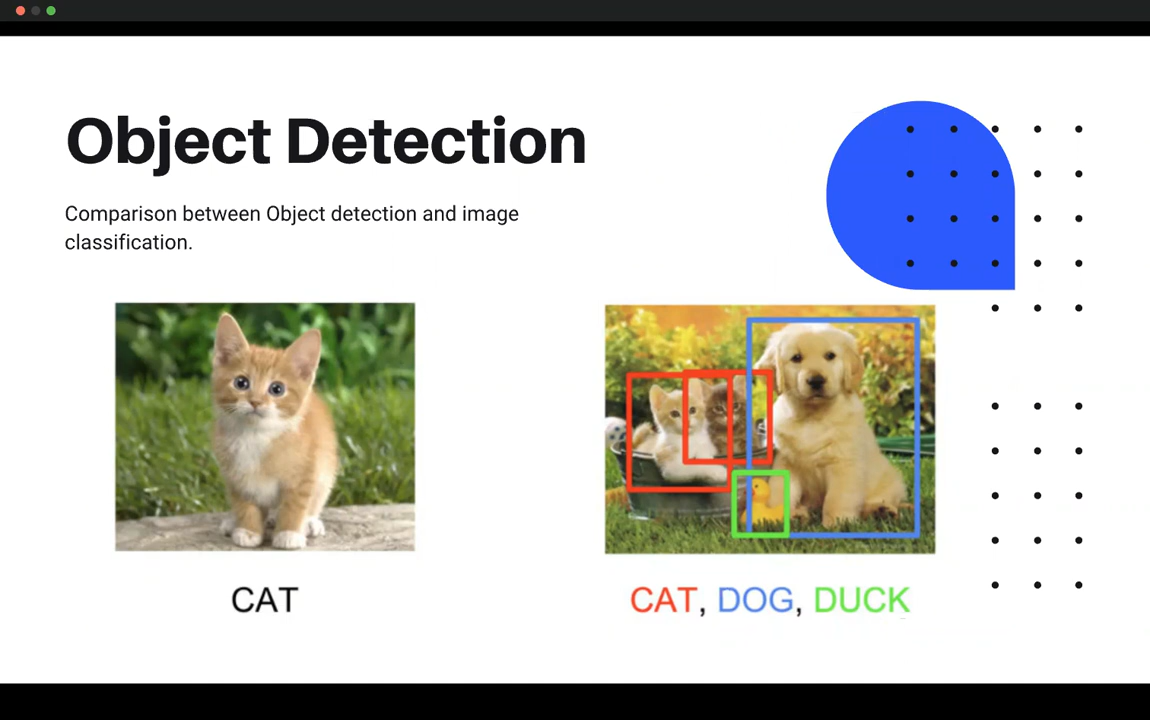 Object Detection
Comparison between Object detection and image
classification.
CAT
CAT, DOG, DUCK